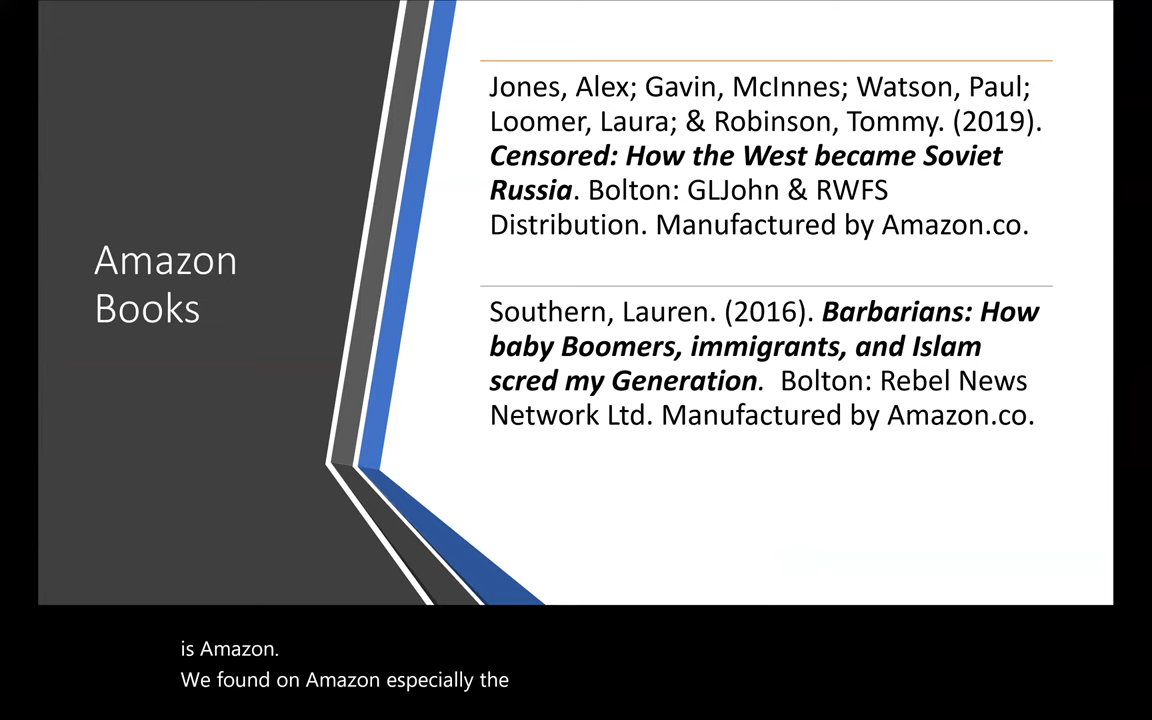 Amazon
Books
Jones, Alex; Gavin, McInnes; Watson, Paul;
Loomer, Laura; & Robinson, Tommy. (2019).
Censored: How the West became Soviet
Russia. Bolton: GLJohn & RWFS
Distribution. Manufactured by Amazon.co.
Southern, Lauren. (2016). Barbarians: How
baby Boomers, immigrants, and Islam
scred my Generation. Bolton: Rebel News
Network Ltd. Manufactured by Amazon.co.
is Amazon.
We found on Amazon especially the